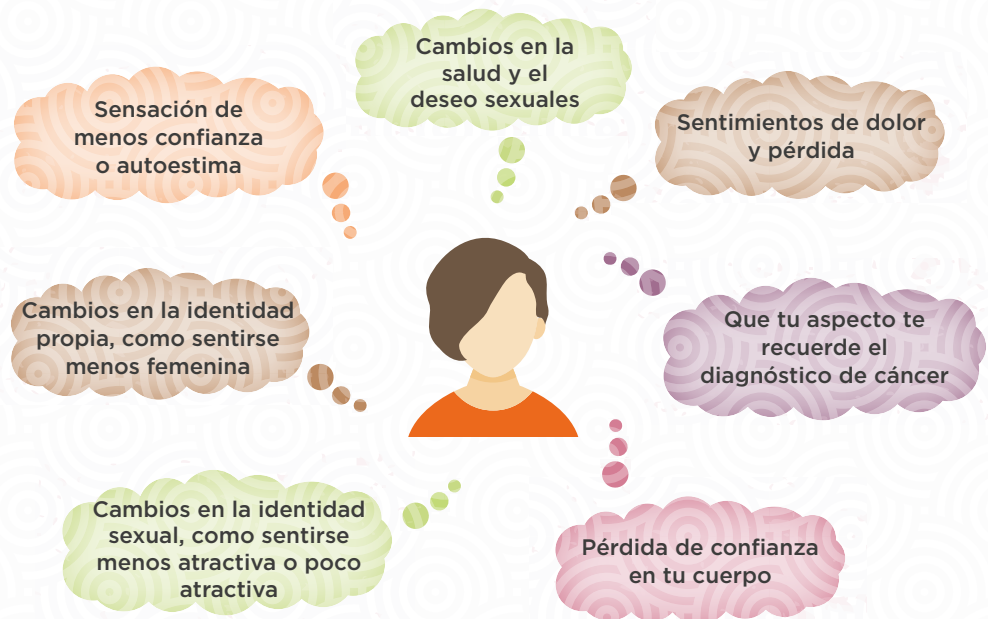 Cambios en la
salud y el
deseo sexuales
Sensación de
menos confianza
o autoestima
Sentimientos de dolor
y pérdida
Cambios en la identidad
propia, como sentirse
menos femenina
Que tu aspecto te
recuerde el
diagnóstico de cáncer
Cambios en la identidad
sexual, como sentirse
menos atractiva o poco
atractiva
Pérdida de confianza
en tu cuerpo